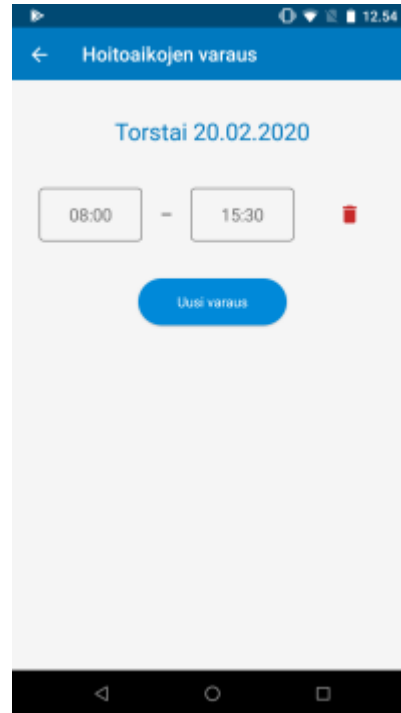 12.54
Hoitoaikojen varaus
Torstai 20.02.2020
08:00 – 15:30
Uusi varaus